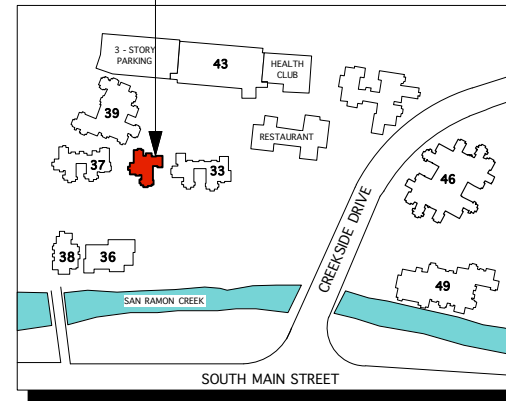 3 - STORY
PARKING
43
HEALTH
CLUB
39
RESTAURANT
37
33
46
38
36
CREEKSIDE DRIVE
49
SAN RAMON CREEK
SOUTH MAIN STREET